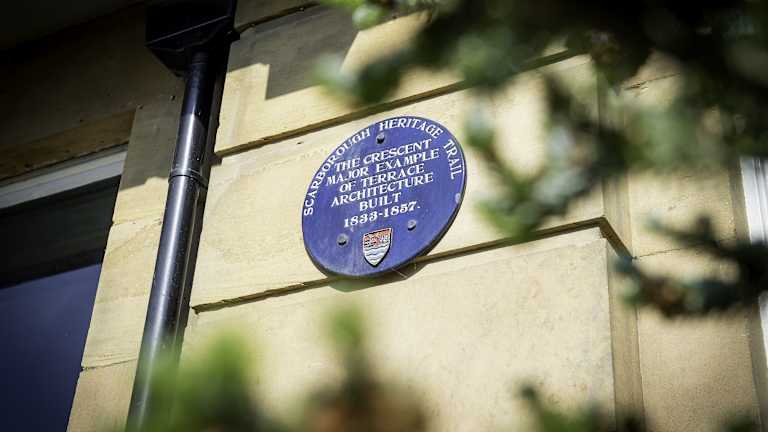 SCARBOROUGH HERITAGE TRAIL
THE CRESCENT
MAJOR EXAMPLE
OF TERRACE
ARCHITECTURE
BUILT
1833-1857.